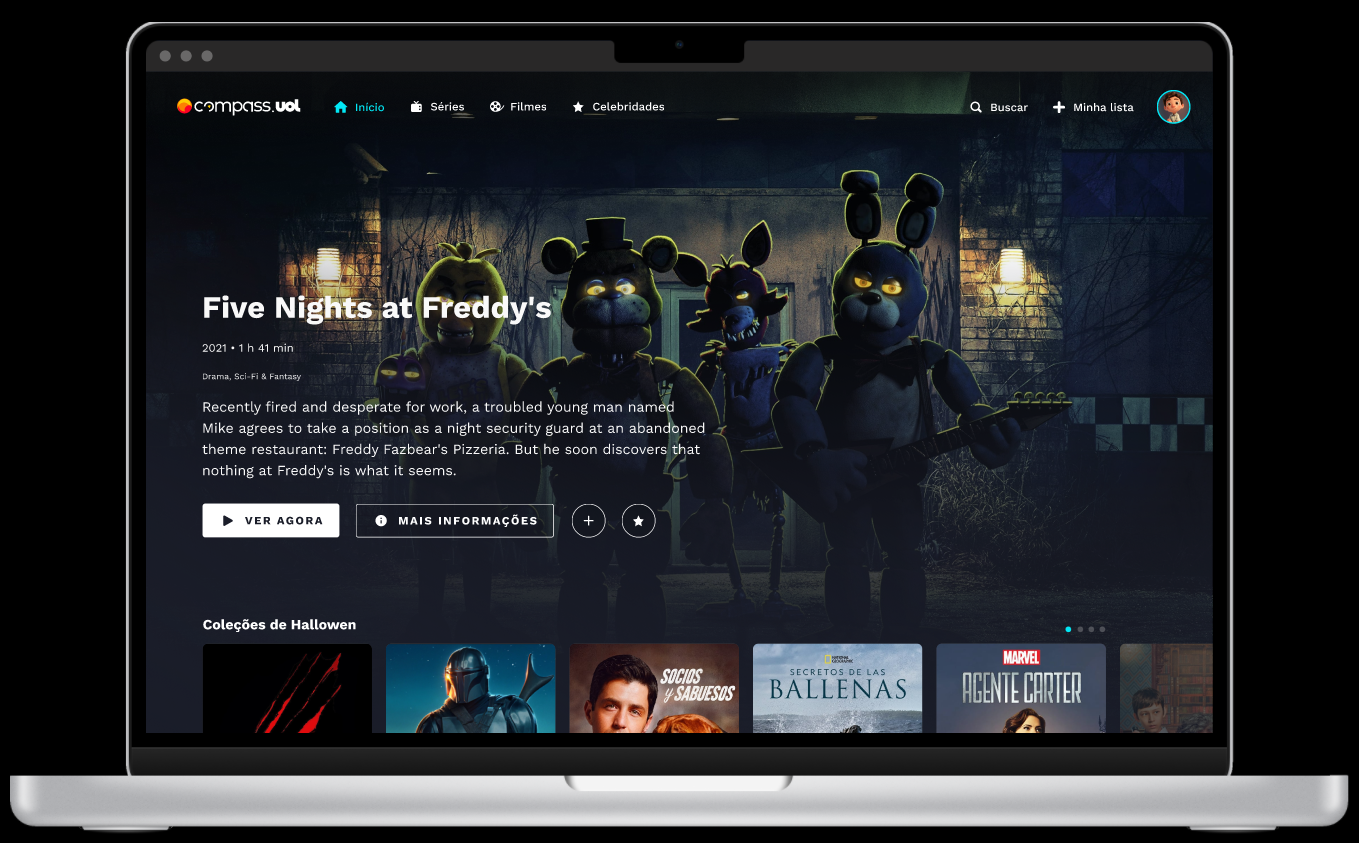 compass.uol
Início
Séries
Filmes
Celebridades
Buscar
Minha lista
Five Nights at Freddy's
2021 • 1 h 41 min
Drama, Sci-Fi & Fantasy
Recently fired and desperate for work, a troubled young man named
Mike agrees to take a position as a night security guard at an abandoned
theme restaurant: Freddy Fazbear's Pizzeria. But he soon discovers that
nothing at Freddy's is what it seems.
VER AGORA
MAIS INFORMAÇÕES
Coleções de Hallowen
SOCIOS
y SABUESOS
NATIONAL
GEOGRAPHIC
SECRETOS DE LAS
BALLENAS
MARVEL
AGENTE CARTER